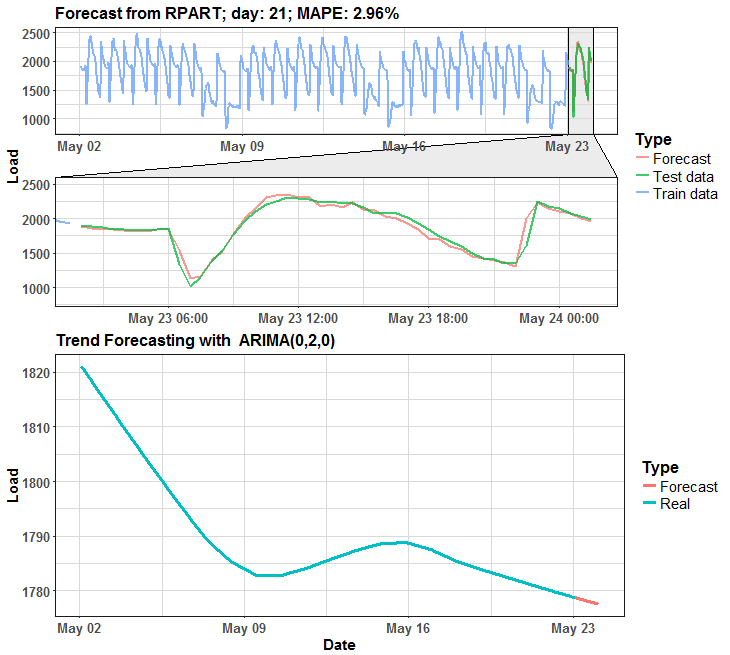 Forecast from RPART; day: 21; MAPE: 2.96%
2500
2000
1500
1000
May 02
May 09
May 16
May 23
Load
2500
2000
1500
1000
May 23 06:00
May 23 12:00
May 23 18:00
May 24 00:00
Type
Forecast
Test data
Train data
Trend Forecasting with  ARIMA(0,2,0)
1820
1810
1800
1790
1780
Load
May 02
May 09
May 16
May 23
Date
Type
Forecast
Real